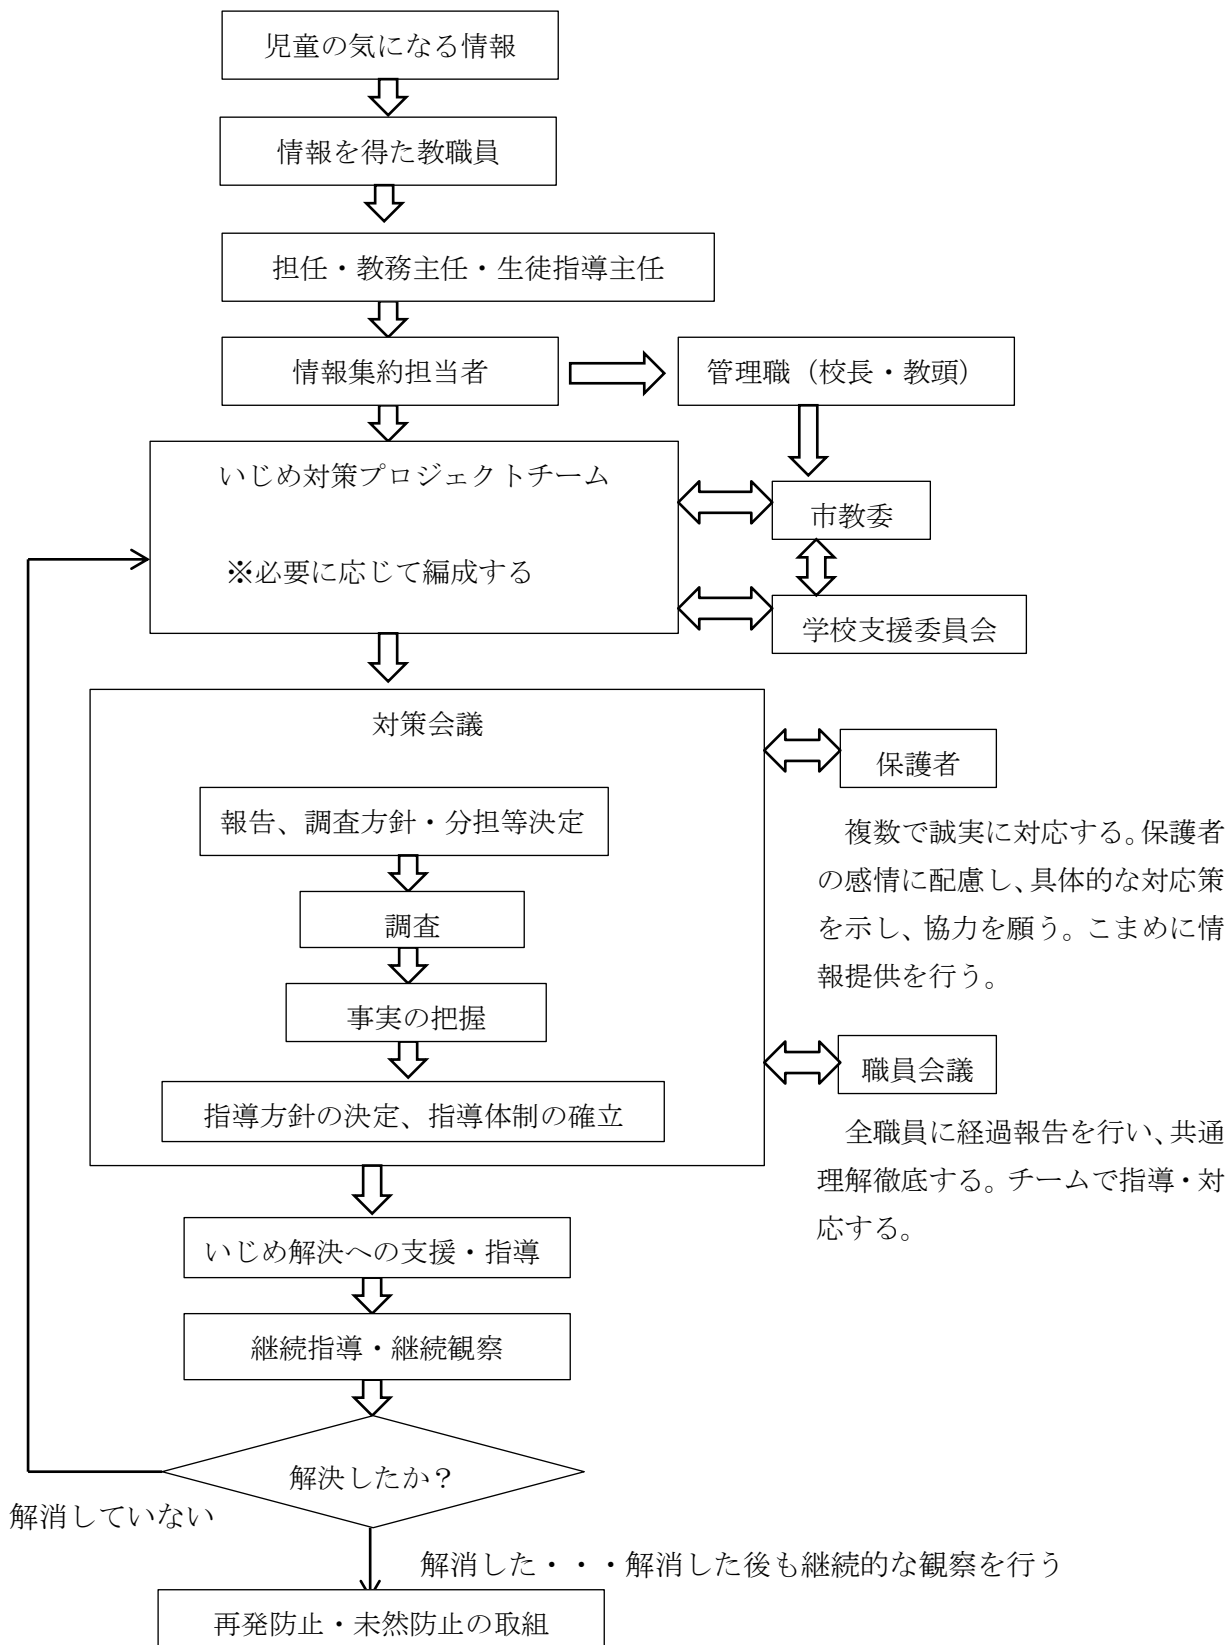 児童の気になる情報
情報を得た教職員
担任・教務主任・生徒指導主任
情報集約担当者
管理職（校長・教頭）
いじめ対策プロジェクトチーム
※必要に応じて編成する
市教委
学校支援委員会
対策会議
保護者
報告、調査方針・分担等決定
複数で誠実に対応する。保護者
の感情に配慮し、具体的な対応策
を示し、協力を願う。こまめに情
報提供を行う。
調査
事実の把握
職員会議
指導方針の決定、指導体制の確立
全職員に経過報告を行い、共通
理解徹底する。チームで指導・対
応する。
いじめ解決への支援・指導
継続指導・継続観察
解決したか？
解消していない
解消した・・・解消した後も継続的な観察を行う
再発防止・未然防止の取組